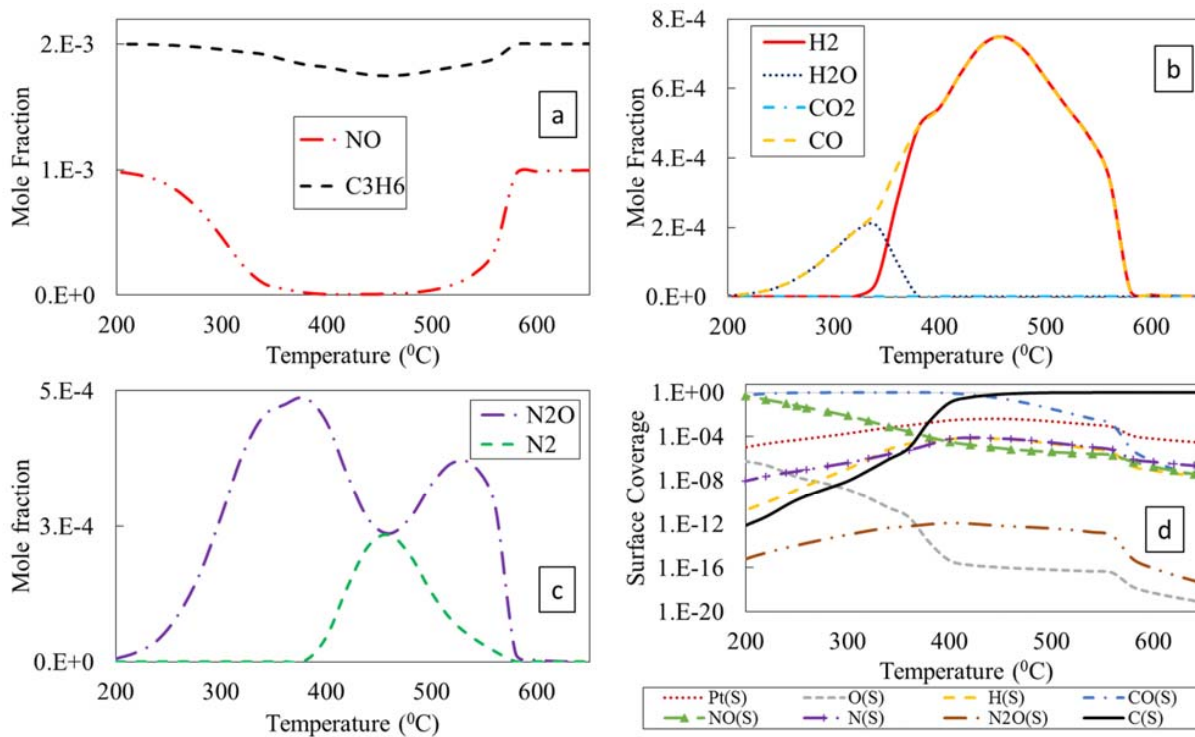 2.E-3
1.E-3
0.E+0
Mole Fraction
NO
C3H6
a
200 300 400 500 600
Temperature (⁰C)
8.E-4
6.E-4
4.E-4
2.E-4
0.E+0
Mole Fraction
H2
H2O
CO2
CO
b
200 300 400 500 600
Temperature (⁰C)
5.E-4
3.E-4
0.E+0
Mole fraction
N2O
N2
c
200 300 400 500 600
Temperature (⁰C)
1.E+00
1.E-04
1.E-08
1.E-12
1.E-16
1.E-20
Surface Coverage
d
200 300 400 500 600
Temperature (⁰C)
Pt(S) O(S) H(S) CO(S)
NO(S) N(S) N2O(S) C(S)